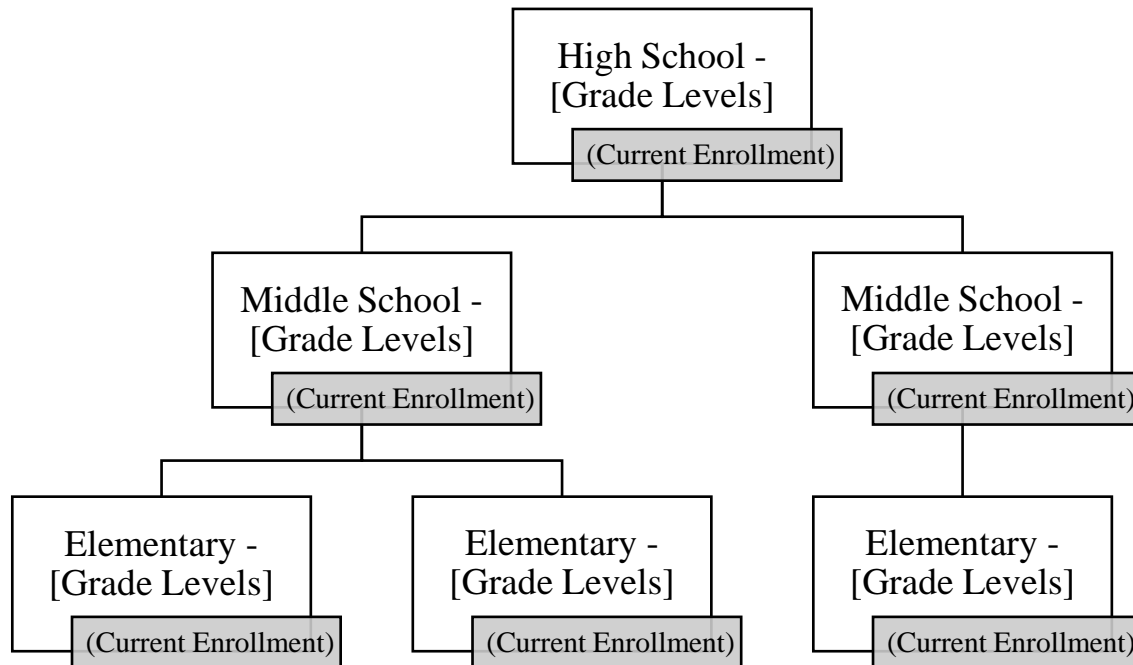 High School -
[Grade Levels]
(Current Enrollment)
Middle School -
[Grade Levels]
(Current Enrollment)
Middle School -
[Grade Levels]
(Current Enrollment)
Elementary -
[Grade Levels]
(Current Enrollment)
Elementary -
[Grade Levels]
(Current Enrollment)
Elementary -
[Grade Levels]
(Current Enrollment)